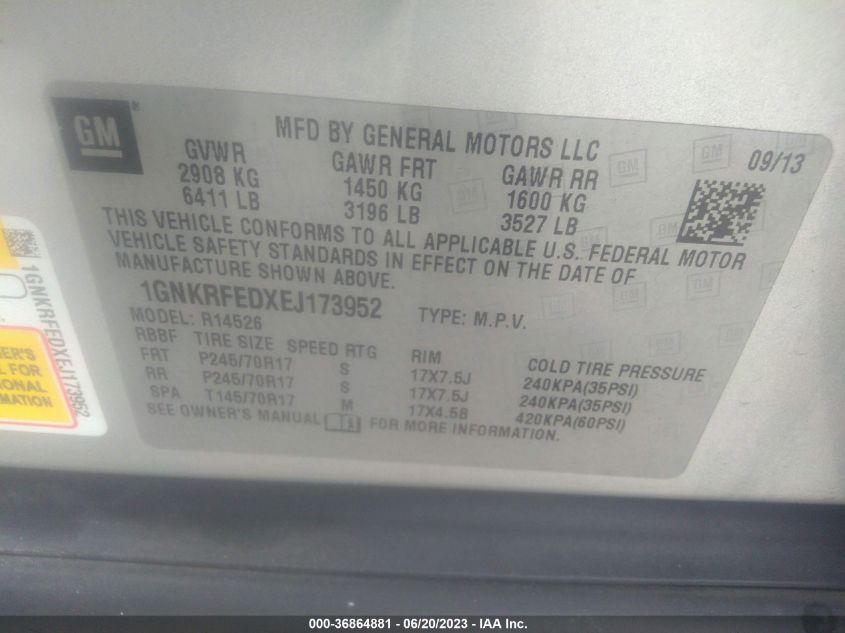 GM
MFD BY GENERAL MOTORS LLC
09/13
GVWR GAWR FRT GAWR RR
2908 KG 1450 KG 1600 KG
6411 LB 3196 LB 3527 LB
THIS VEHICLE CONFORMS TO ALL APPLICABLE U.S. FEDERAL MOTOR
VEHICLE SAFETY STANDARDS IN EFFECT ON THE DATE OF
MANUFACTURE SHOWN ABOVE.
1GNKRFEDXEJ173952 TYPE: M.P.V.
MODEL: R14526
RBBF TIRE SIZE SPEED RTG RIM COLD TIRE PRESSURE
FRT P245/70R17 S 17X7.5J 240KPA(35PSI)
RR P245/70R17 S 17X7.5J 240KPA(35PSI)
SPA T145/70R17 M 17X4.5B 420KPA(60PSI)
SEE OWNER'S MANUAL FOR MORE INFORMATION.
1GNKRFEDXEJ173952
000-36864881 / 06/20/2023 - IAA Inc.